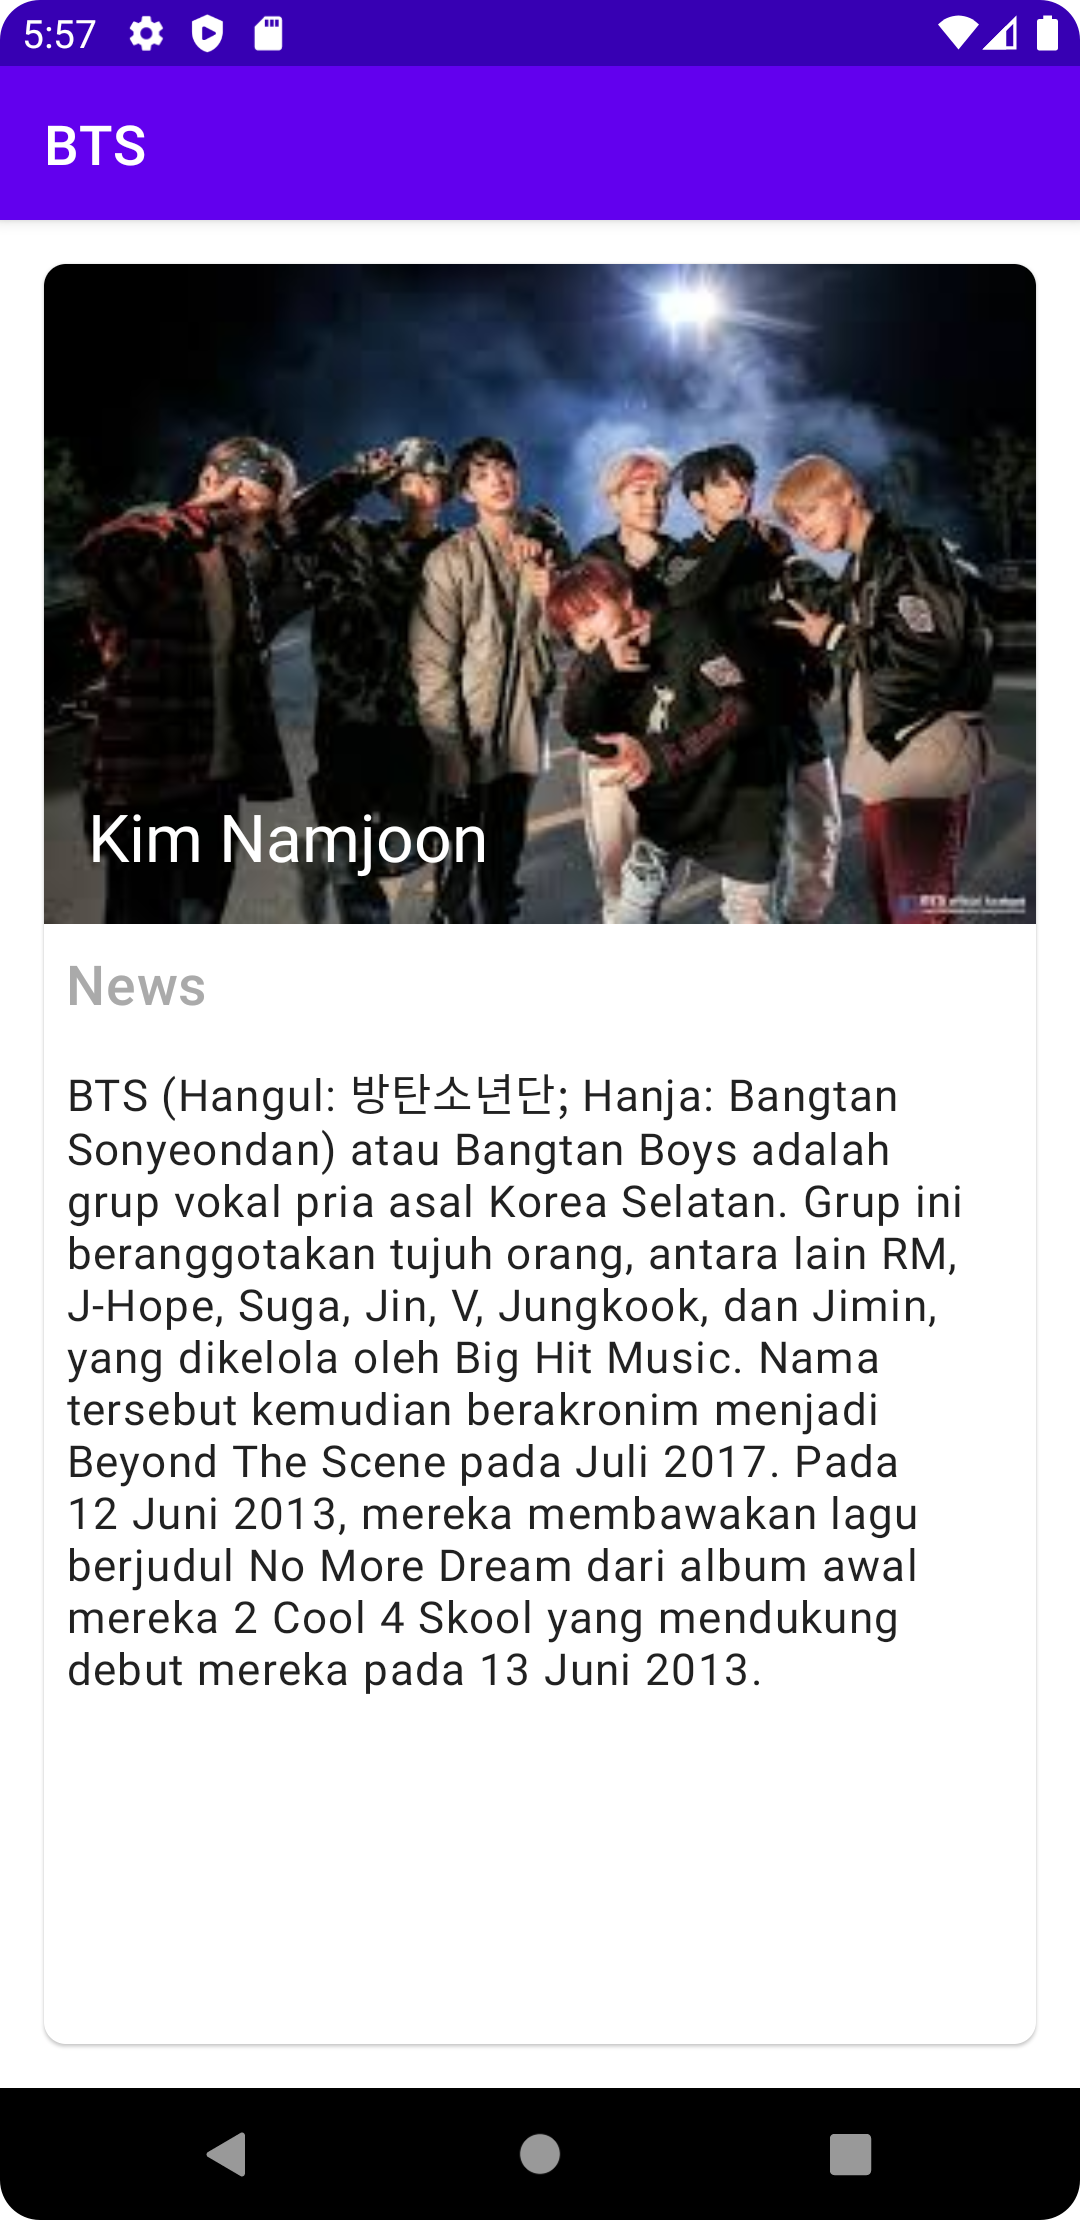 5:57
BTS
Kim Namjoon
News
BTS (Hangul: 방탄소년단; Hanja: Bangtan
Sonyeondan) atau Bangtan Boys adalah
grup vokal pria asal Korea Selatan. Grup ini
beranggotakan tujuh orang, antara lain RM,
J-Hope, Suga, Jin, V, Jungkook, dan Jimin,
yang dikelola oleh Big Hit Music. Nama
tersebut kemudian berakronim menjadi
Beyond The Scene pada Juli 2017. Pada
12 Juni 2013, mereka membawakan lagu
berjudul No More Dream dari album awal
mereka 2 Cool 4 Skool yang mendukung
debut mereka pada 13 Juni 2013.